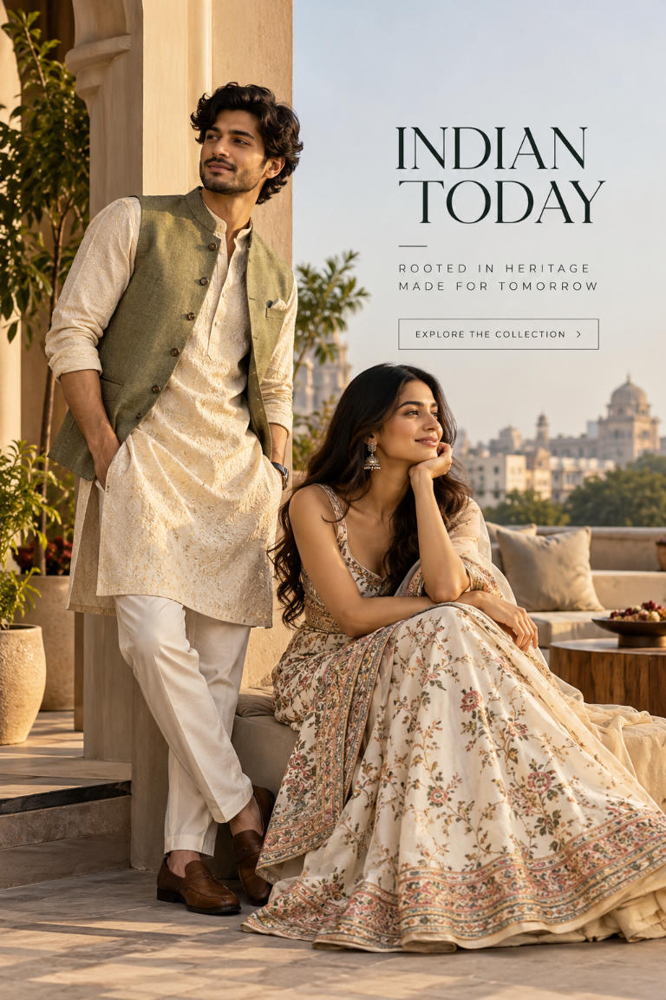 INDIAN
TODAY
ROOTED IN HERITAGE
MADE FOR TOMORROW
EXPLORE THE COLLECTION >